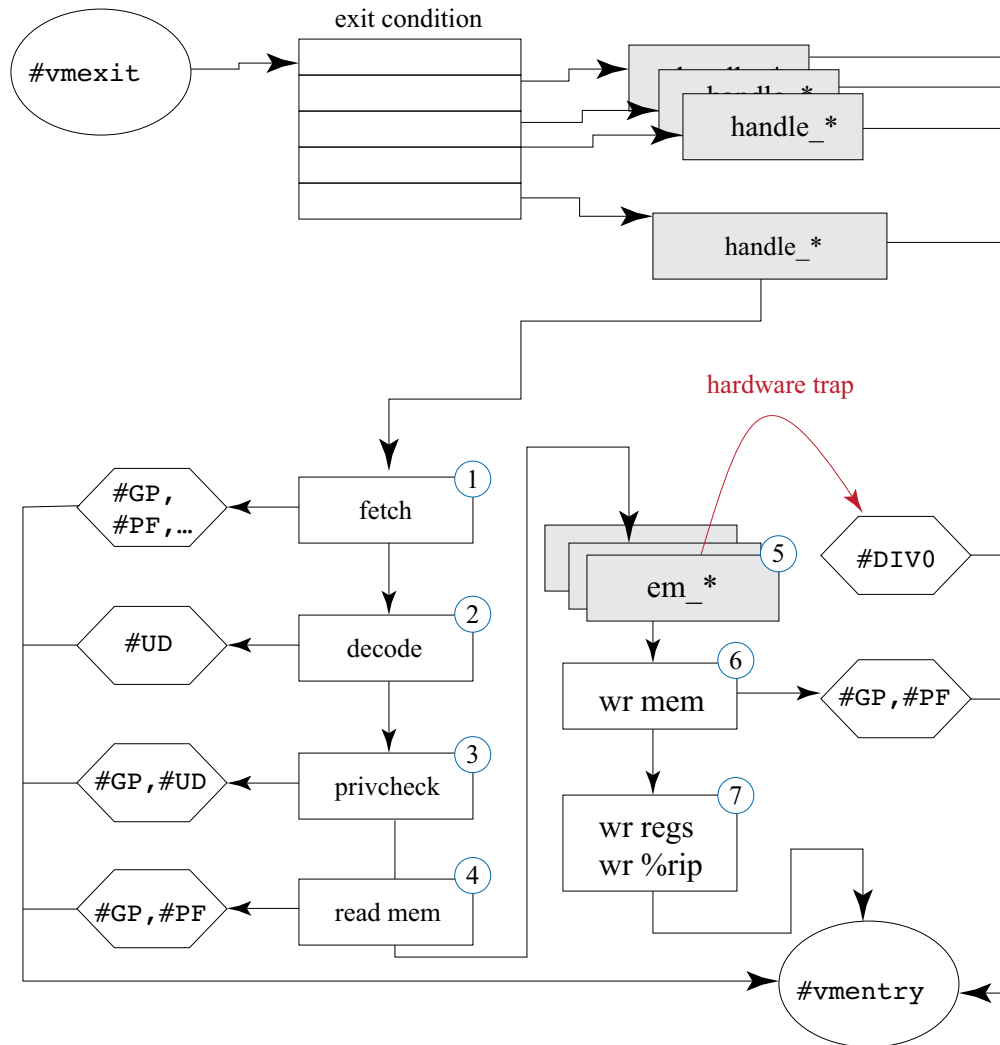 exit condition
#vmexit
handle_*
handle_*
handle_*
hardware trap
1
#GP,
#PF,…
fetch
5
#DIV0
em_*
2
#UD
decode
6
wr mem
#GP,#PF
3
#GP,#UD
privcheck
7
wr regs
wr %rip
4
#GP,#PF
read mem
#vmentry